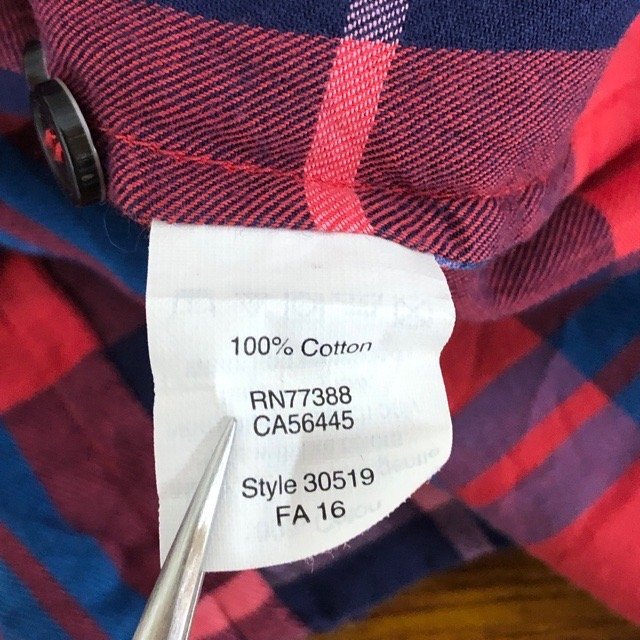 100% Cotton
RN77388
CA56445
Style 30519
FA 16